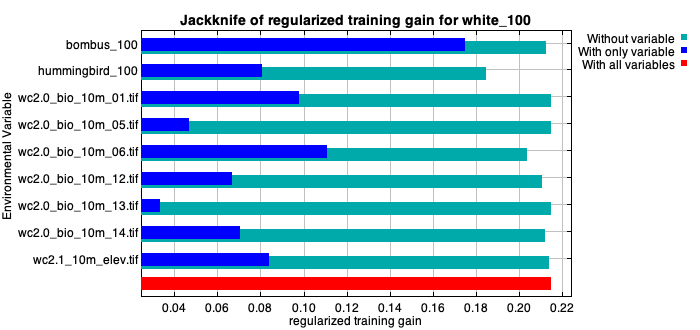 Jackknife of regularized training gain for white_100
Without variable
With only variable
With all variables
Environmental Variable
bombus_100
hummingbird_100
wc2.0_bio_10m_01.tif
wc2.0_bio_10m_05.tif
wc2.0_bio_10m_06.tif
wc2.0_bio_10m_12.tif
wc2.0_bio_10m_13.tif
wc2.0_bio_10m_14.tif
wc2.1_10m_elev.tif
0.04 0.06 0.08 0.10 0.12 0.14 0.16 0.18 0.20 0.22
regularized training gain